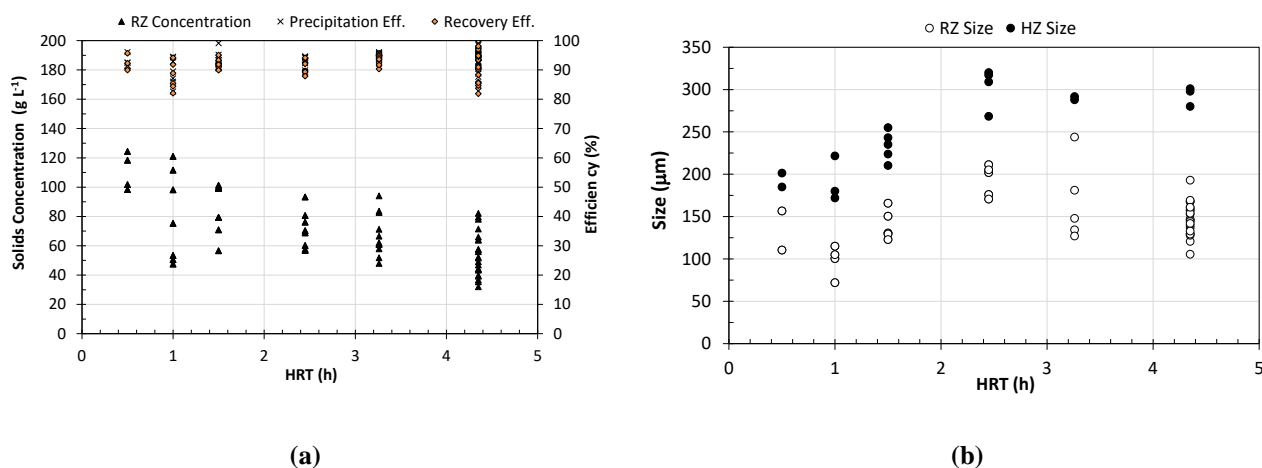 ▲ RZ Concentration × Precipitation Eff. ◆ Recovery Eff.
200
180
160
140
120
100
80
60
40
20
0
Solids Concentration (g L⁻¹)
100
90
80
70
60
50
40
30
20
10
0
Efficien cy (%)
0 1 2 3 4 5
HRT (h)
(a)
○ RZ Size ● HZ Size
350
300
250
200
150
100
50
0
Size (μm)
0 1 2 3 4 5
HRT (h)
(b)